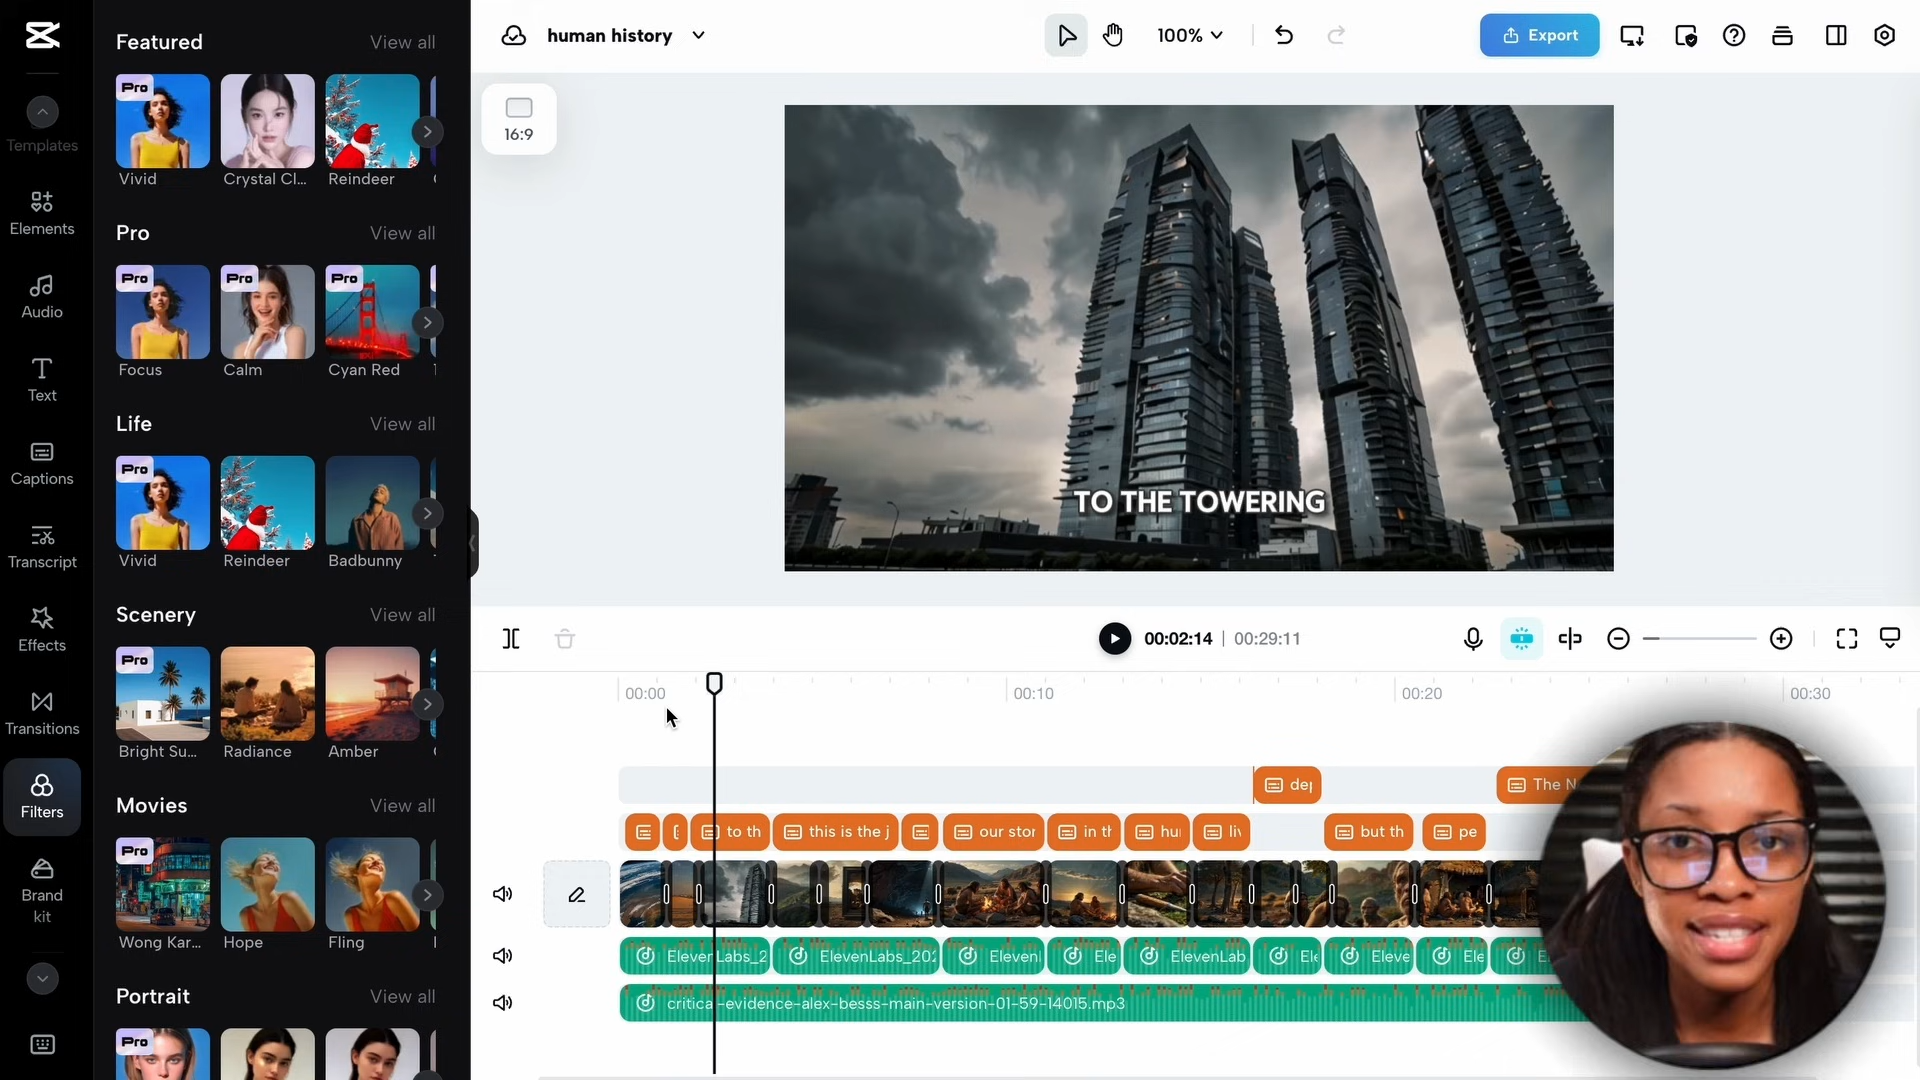 Templates
Elements
Audio
Text
Captions
Transcript
Effects
Transitions
Filters
Brand
kit
Featured
View all
Pro
Vivid
Crystal Cl...
Reindeer
Pro
View all
Pro
Pro
Pro
Focus
Calm
Cyan Red
Life
View all
Pro
Vivid
Reindeer
Badbunny
Scenery
View all
Pro
Bright Su...
Radiance
Amber
Movies
View all
Pro
Wong Kar...
Hope
Fling
Portrait
View all
Pro
human history
100%
Export
16:9
TO THE TOWERING
00:02:14 | 00:29:11
00:00
00:10
00:20
00:30
The N
to th
this is the j
our stor
in th
hu
liv
but th
pe
ElevenLabs_2
ElevenLabs_202
Eleven
Ele
ElevenLab
Ele
Eleve
Ele
critical-evidence-alex-besss-main-version-01-59-14015.mp3